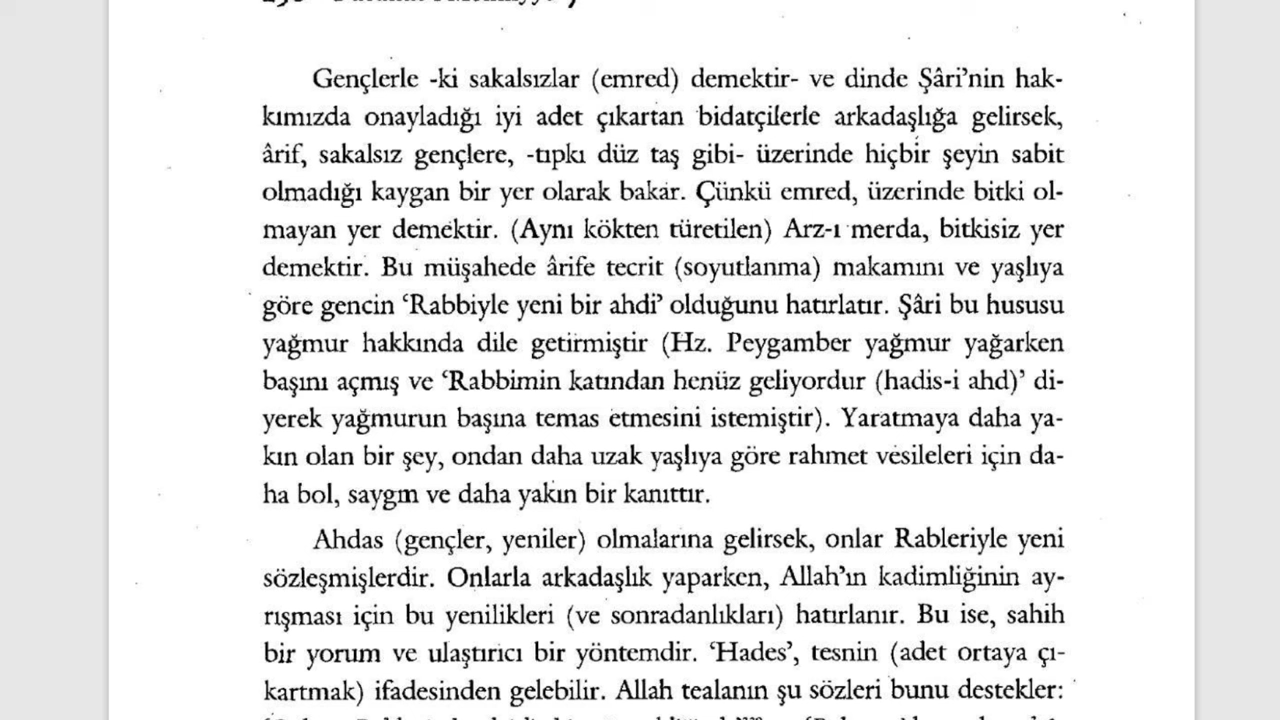 Gençlerle -ki sakalsızlar (emred) demektir- ve dinde Şâri'nin hak-
kımızda onayladığı iyi adet çıkartan bidatçilerle arkadaşlığa gelirsek,
ârif, sakalsız gençlere, -tıpkı düz taş gibi- üzerinde hiçbir şeyin sabit
olmadığı kaygan bir yer olarak bakar. Çünkü emred, üzerinde bitki ol-
mayan yer demektir. (Aynı kökten türetilen) Arz-ı merda, bitkisiz yer
demektir. Bu müşahede ârife tecrit (soyutlanma) makamını ve yaşlıya
göre gencin 'Rabbiyle yeni bir ahdi' olduğunu hatırlatır. Şâri bu hususu
yağmur hakkında dile getirmiştir (Hz. Peygamber yağmur yağarken
başını açmış ve 'Rabbimin katından henüz geliyordur (hadis-i ahd)' di-
yerek yağmurun başına temas etmesini istemiştir). Yaratmaya daha ya-
kın olan bir şey, ondan daha uzak yaşlıya göre rahmet vesileleri için da-
ha bol, saygın ve daha yakın bir kanıttır.
Ahdas (gençler, yeniler) olmalarına gelirsek, onlar Rableriyle yeni
sözleşmişlerdir. Onlarla arkadaşlık yaparken, Allah'ın kadimliğinin ay-
rışması için bu yenilikleri (ve sonradanlıkları) hatırlanır. Bu ise, sahih
bir yorum ve ulaştırıcı bir yöntemdir. 'Hades', tesnin (adet ortaya çı-
kartmak) ifadesinden gelebilir. Allah tealanın şu sözleri bunu destekler: